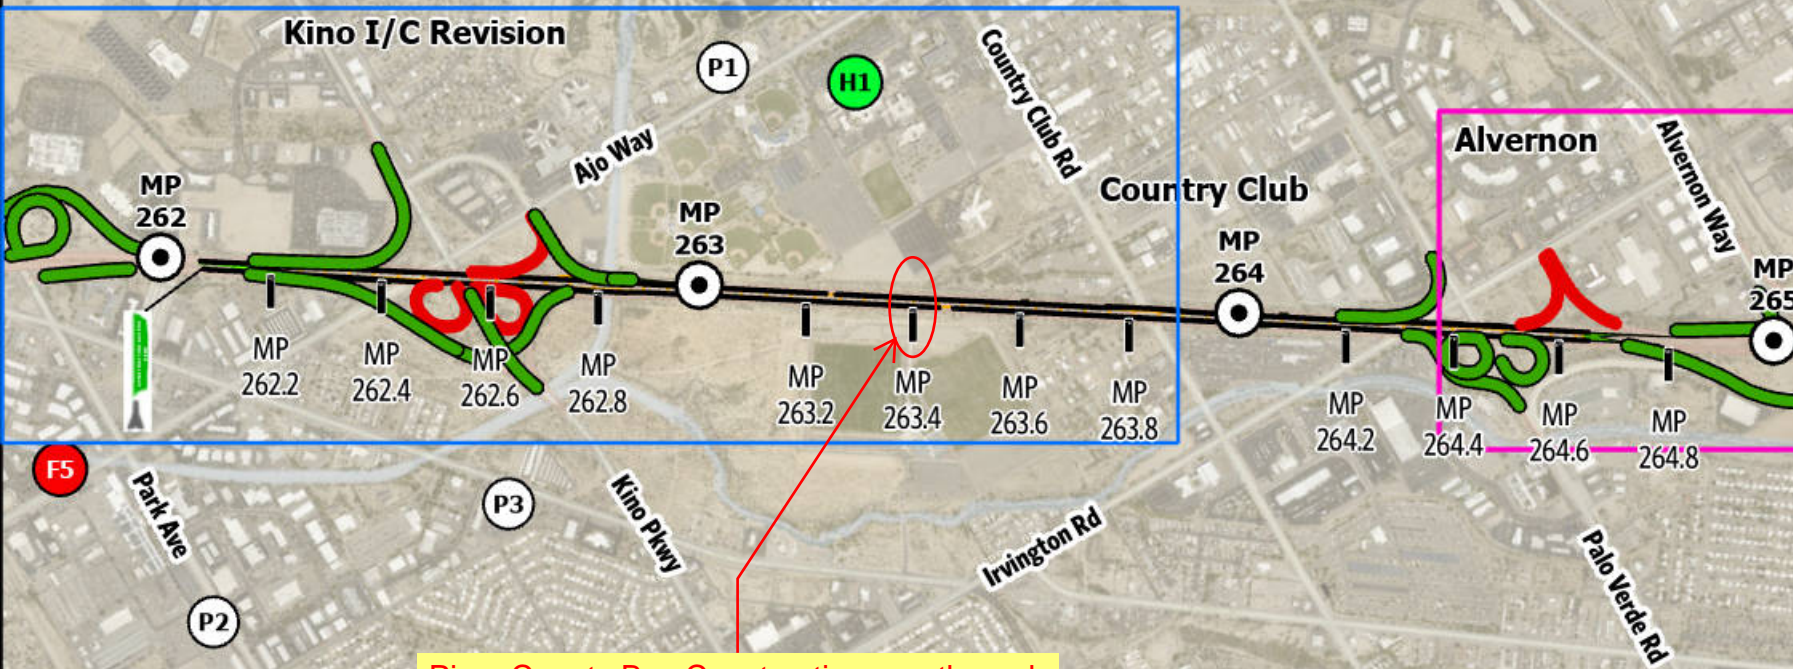 Kino I/C Revision
P1
H1
Country Club Rd
Ajo Way
Alvernon
Alvernon Way
Country Club
MP
262
MP
263
MP
264
MP
265
MP
262.2
MP
262.4
MP
262.6
MP
262.8
MP
263.2
MP
263.4
MP
263.6
MP
263.8
MP
264.2
MP
264.4
MP
264.6
MP
264.8
F5
Park Ave
P3
Kino Pkwy
Irvington Rd
Palo Verde Rd
P2